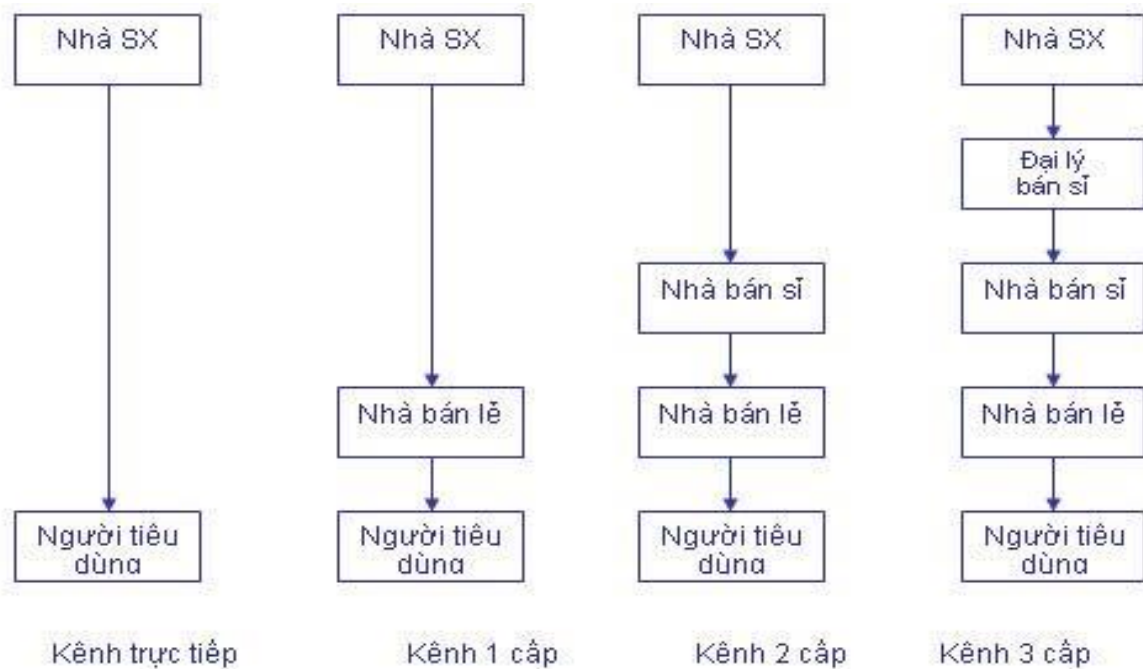 Nhà SX
Nhà SX
Nhà SX
Nhà SX
Đại lý
bán sỉ
Nhà bán sỉ
Nhà bán sỉ
Nhà bán lẻ
Nhà bán lẻ
Nhà bán lẻ
Người tiêu
dùng
Người tiêu
dùng
Người tiêu
dùng
Người tiêu
dùng
Kênh trực tiếp
Kênh 1 cấp
Kênh 2 cấp
Kênh 3 cấp